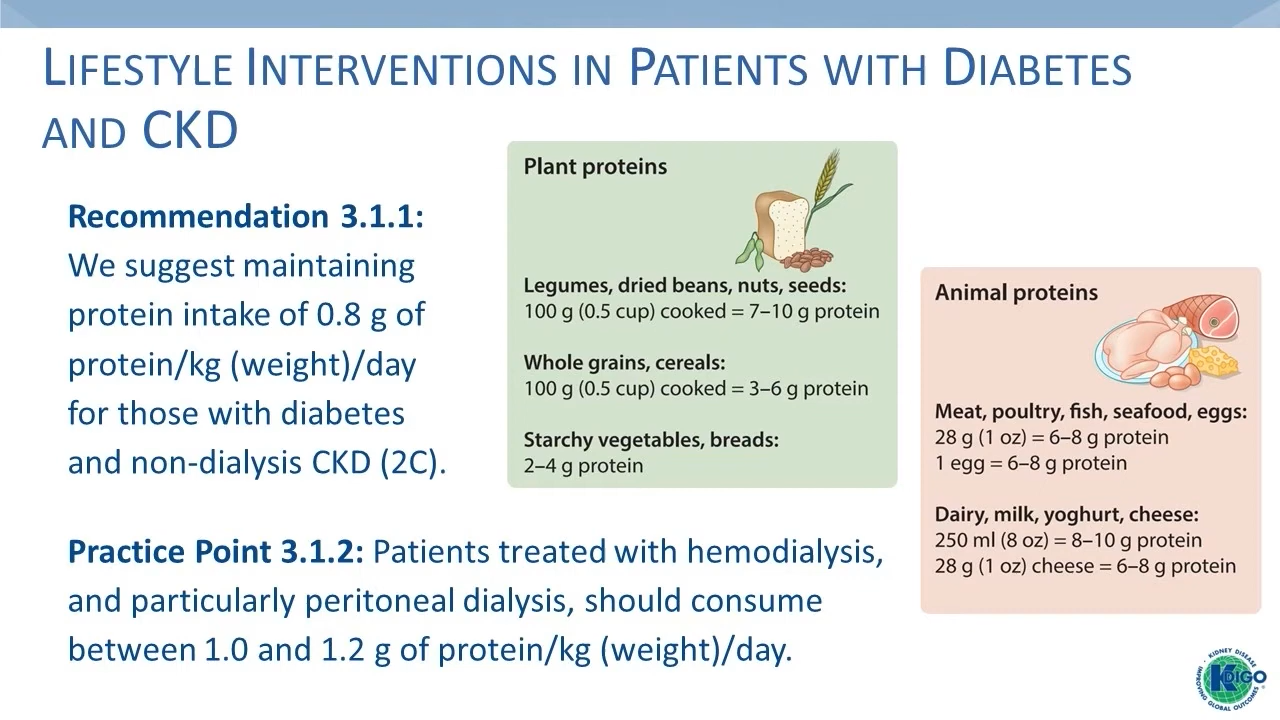 LIFESTYLE INTERVENTIONS IN PATIENTS WITH DIABETES
AND CKD
Recommendation 3.1.1:
We suggest maintaining
protein intake of 0.8 g of
protein/kg (weight)/day
for those with diabetes
and non-dialysis CKD (2C).
Plant proteins
Legumes, dried beans, nuts, seeds:
100 g (0.5 cup) cooked = 7–10 g protein
Whole grains, cereals:
100 g (0.5 cup) cooked = 3–6 g protein
Starchy vegetables, breads:
2–4 g protein
Animal proteins
Meat, poultry, fish, seafood, eggs:
28 g (1 oz) = 6–8 g protein
1 egg = 6–8 g protein
Dairy, milk, yoghurt, cheese:
250 ml (8 oz) = 8–10 g protein
28 g (1 oz) cheese = 6–8 g protein
Practice Point 3.1.2: Patients treated with hemodialysis,
and particularly peritoneal dialysis, should consume
between 1.0 and 1.2 g of protein/kg (weight)/day.
KIDNEY DISEASE
KDIGO
IMPROVING GLOBAL OUTCOMES